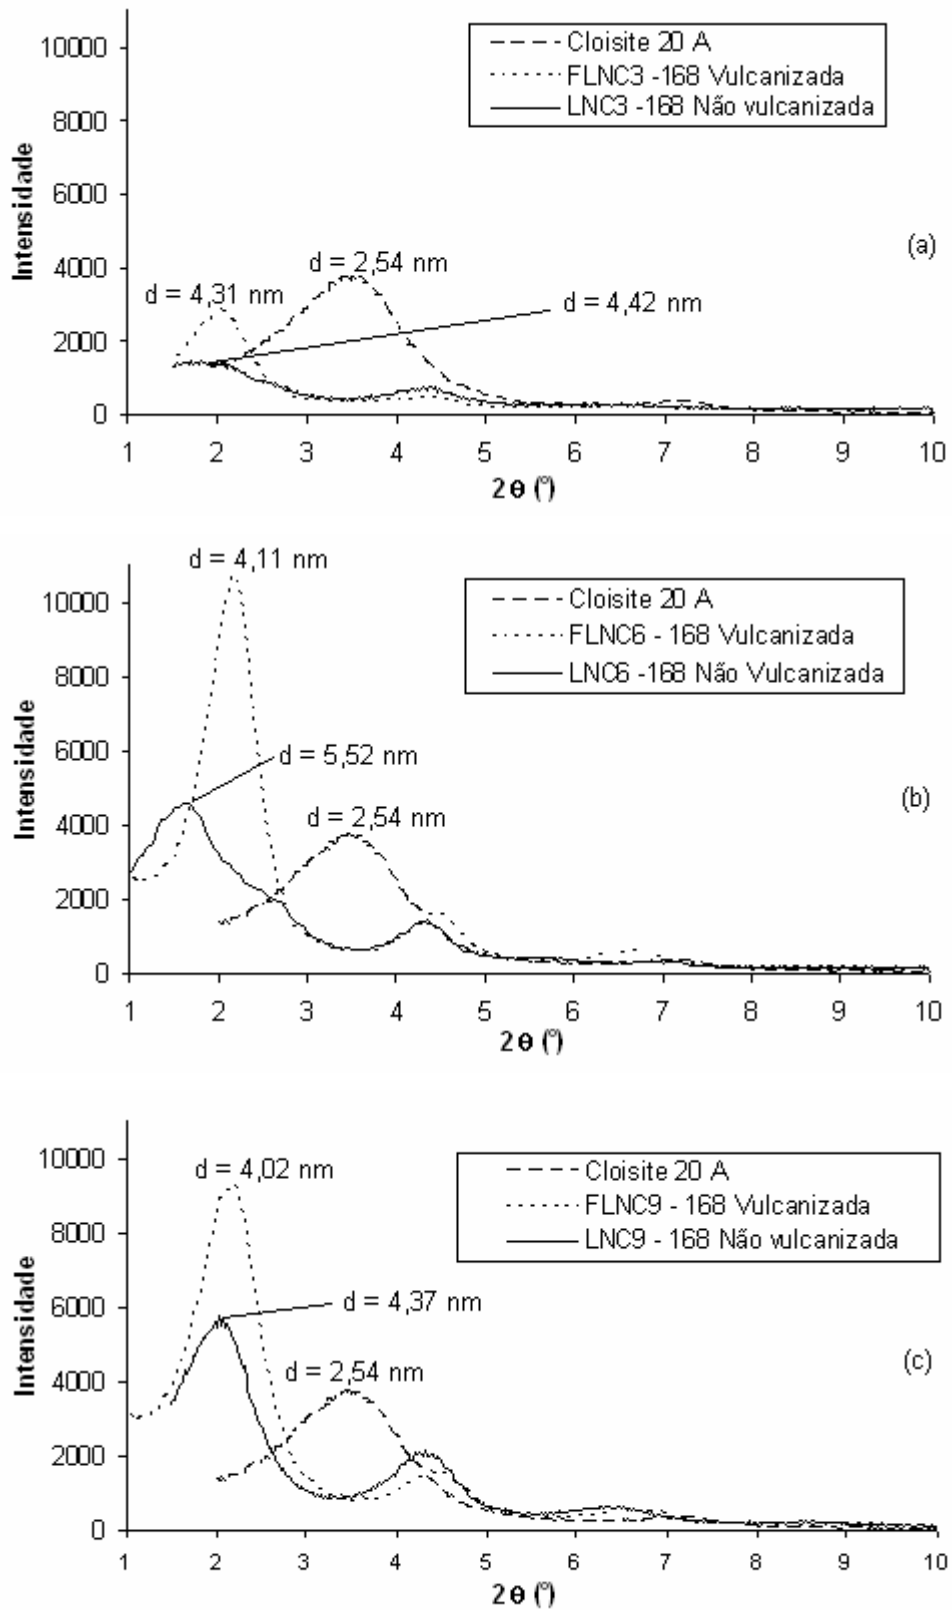 10000
8000
6000
4000
2000
0
Intensidade
Cloisite 20 A
FLNC3 -168 Vulcanizada
LNC3 -168 Não vulcanizada
(a)
d = 2,54 nm
d = 4,31 nm
d = 4,42 nm
1 2 3 4 5 6 7 8 9 10
2θ (º)
d = 4,11 nm
10000
8000
6000
4000
2000
0
Intensidade
Cloisite 20 A
FLNC6 - 168 Vulcanizada
LNC6 -168 Não Vulcanizada
d = 5,52 nm
(b)
d = 2,54 nm
1 2 3 4 5 6 7 8 9 10
2θ (º)
10000
8000
6000
4000
2000
0
Intensidade
d = 4,02 nm
Cloisite 20 A
FLNC9 - 168 Vulcanizada
LNC9 - 168 Não vulcanizada
d = 4,37 nm
(c)
d = 2,54 nm
1 2 3 4 5 6 7 8 9 10
2θ (º)